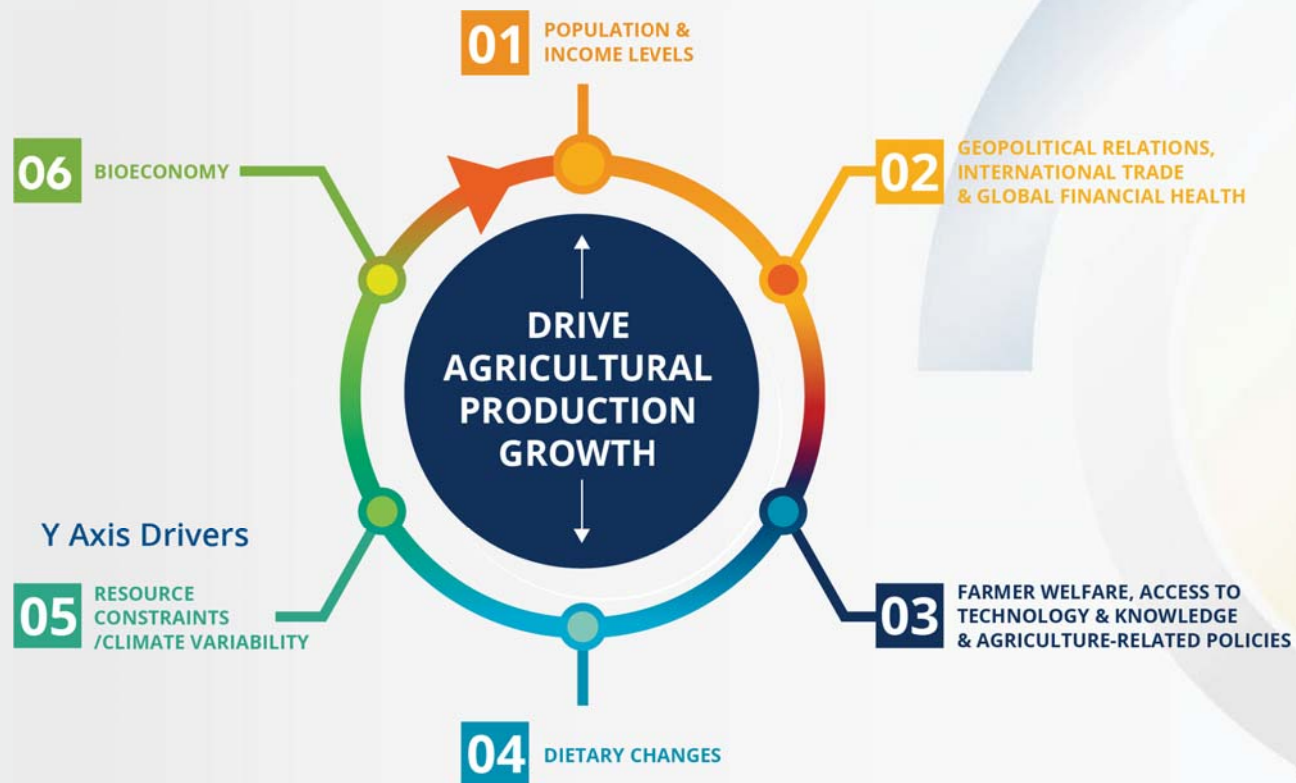 01
POPULATION &
INCOME LEVELS
02
GEOPOLITICAL RELATIONS,
INTERNATIONAL TRADE
& GLOBAL FINANCIAL HEALTH
03
FARMER WELFARE, ACCESS TO
TECHNOLOGY & KNOWLEDGE
& AGRICULTURE-RELATED POLICIES
04
DIETARY CHANGES
Y Axis Drivers
05
RESOURCE
CONSTRAINTS
/CLIMATE VARIABILITY
06
BIOECONOMY
DRIVE
AGRICULTURAL
PRODUCTION
GROWTH